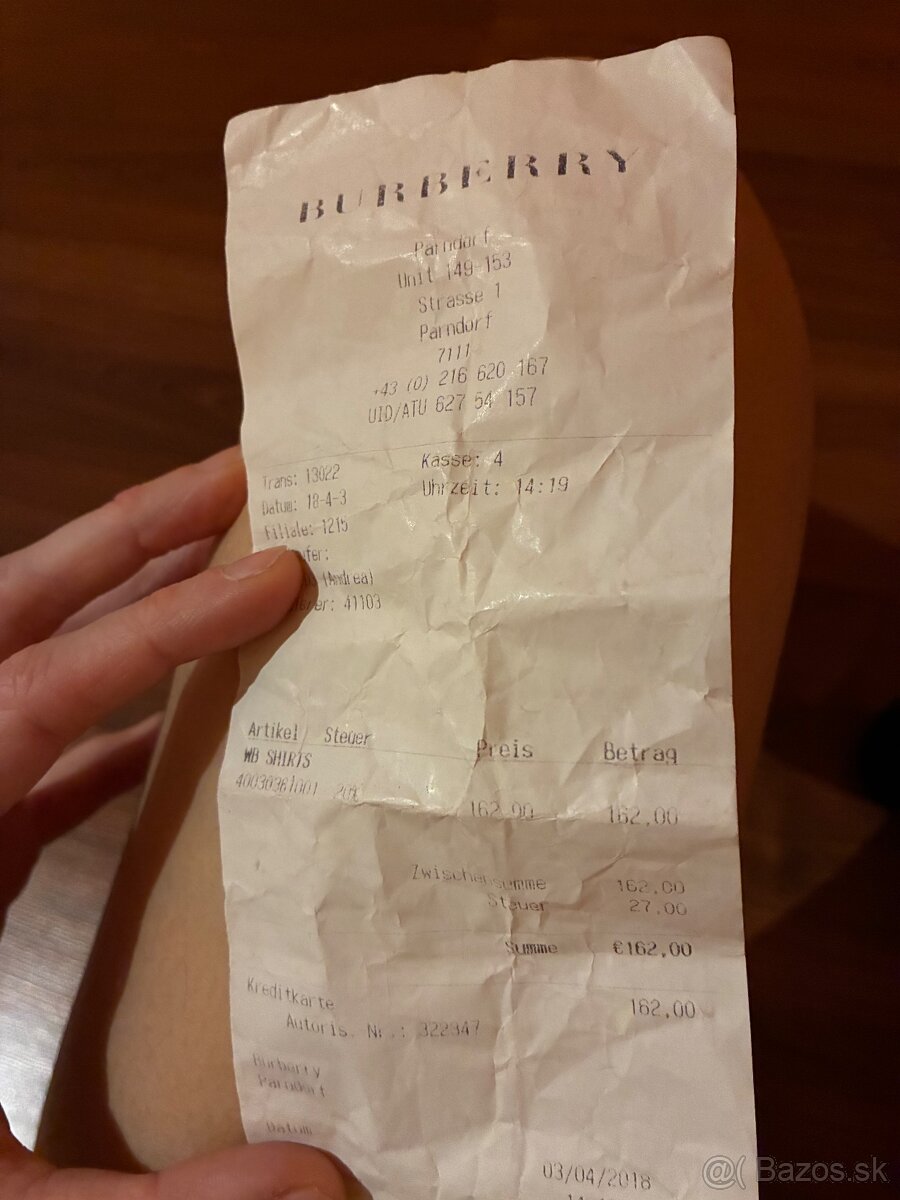 BURBERRY
Parndorf
Unit 149-153
Strasse 1
Parndorf
7111
+43 (0) 216 620 167
UID/ATU 627 54 157
Trans: 13022 Kasse: 4
Datum: 18-4-3 Uhrzeit: 14:19
Filiale: 1215
(Andrea)
41103
Artikel Steuer Preis Betrag
WB SHIRTS
40030361001 20% 162.00 162,00
Zwischensumme 162.00
Steuer 27.00
Summe €162,00
Kreditkarte 162,00
Autoris. Nr.: 322347
Burberry
Parndorf
Datum
03/04/2018
@( Bazos.sk